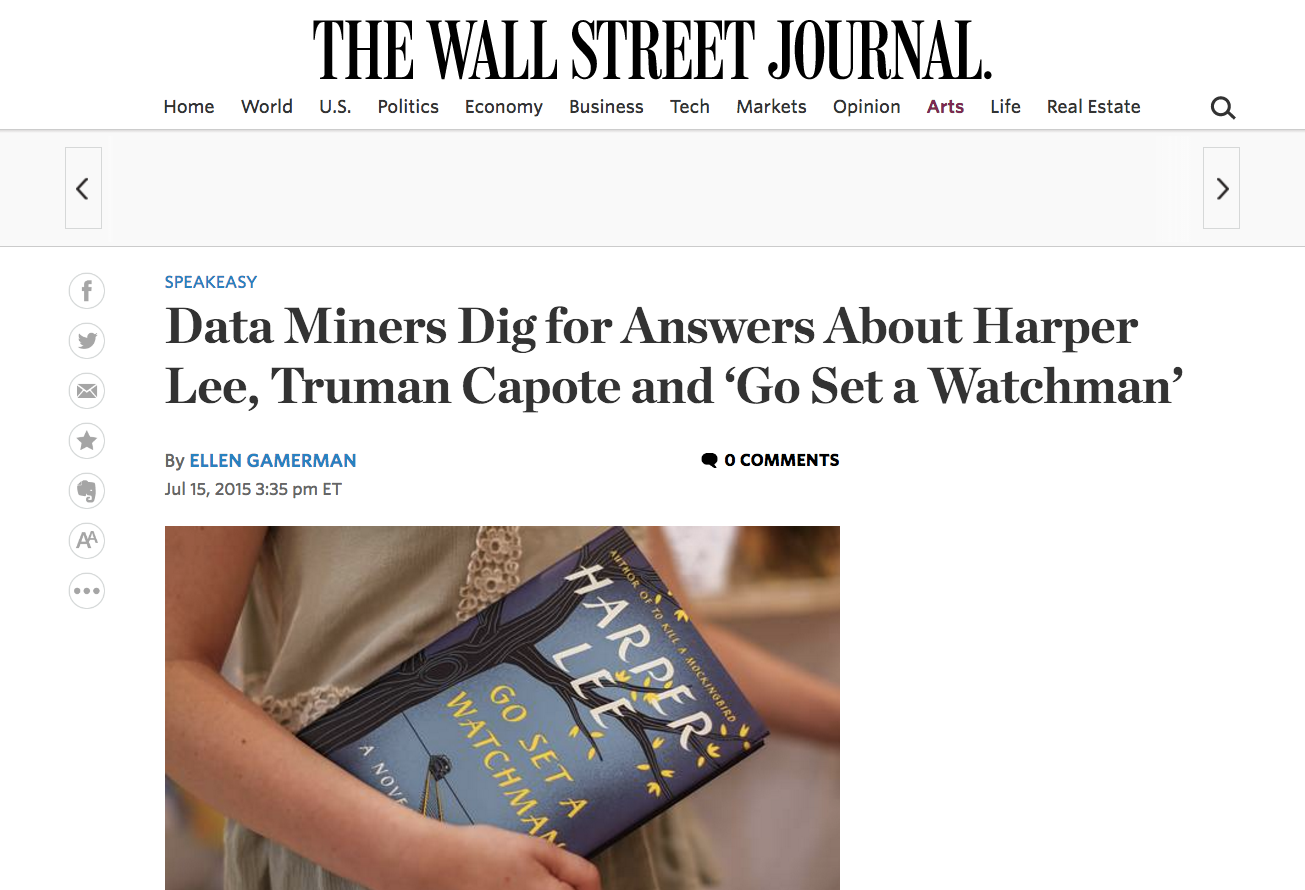 THE WALL STREET JOURNAL.
Home World U.S. Politics Economy Business Tech Markets Opinion Arts Life Real Estate
SPEAKEASY
Data Miners Dig for Answers About Harper
Lee, Truman Capote and ‘Go Set a Watchman’
By ELLEN GAMERMAN
0 COMMENTS
Jul 15, 2015 3:35 pm ET
AA
AUTHOR OF TO KILL A MOCKINGBIRD
HARPER
LEE
GO SET A
WATCHMAN
A NOVE